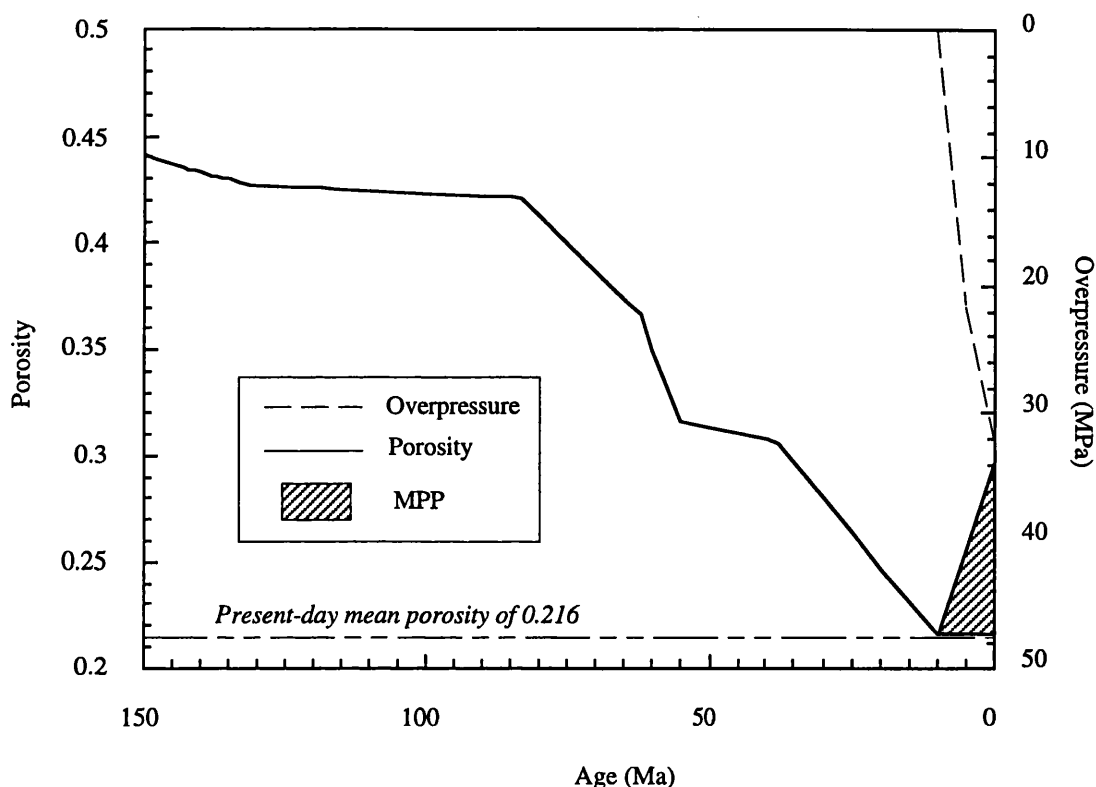 0.5
0.45
0.4
0.35
0.3
0.25
0.2
Porosity
0
10
20
30
40
50
Overpressure (MPa)
Overpressure
Porosity
MPP
Present-day mean porosity of 0.216
150
100
50
0
Age (Ma)